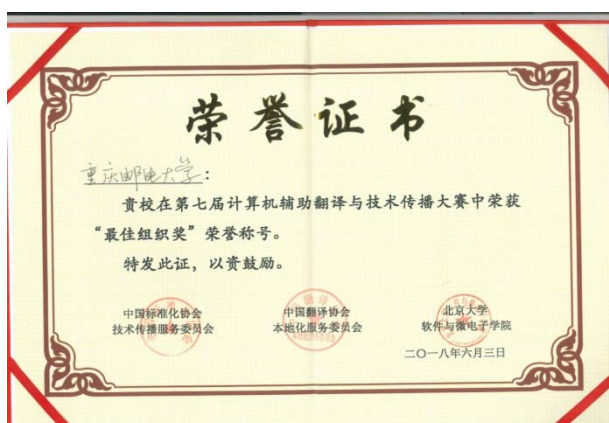 荣誉证书
重庆邮电大学：
贵校在第七届计算机辅助翻译与技术传播大赛中荣获
“最佳组织奖”荣誉称号。
特发此证，以资鼓励。
中国标准化协会
技术传播服务委员会
中国翻译协会
本地化服务委员会
北京大学
软件与微电子学院
二〇一八年六月三日